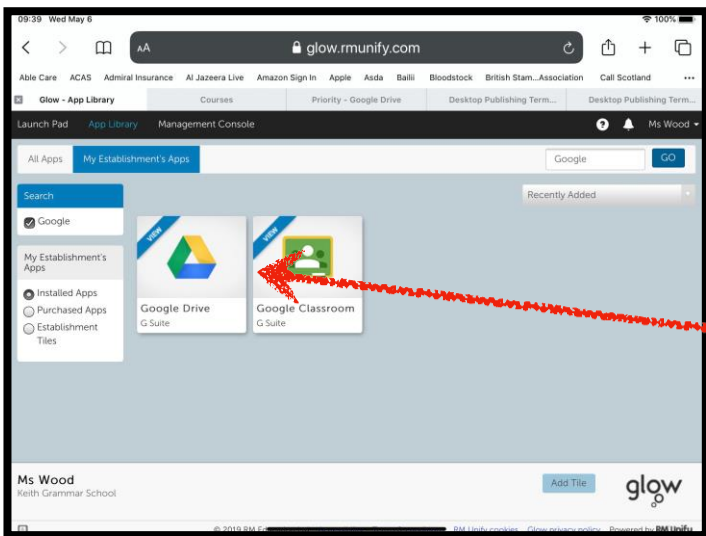 09:39 Wed May 6
100%
AA
glow.rmunify.com
Able Care ACAS Admiral Insurance Al Jazeera Live Amazon Sign In Apple Asda Bailii Bloodstock British Stam...Association Call Scotland ...
Glow - App Library Courses Priority - Google Drive Desktop Publishing Term... Desktop Publishing Term...
Launch Pad App Library Management Console
? Ms Wood
All Apps My Establishment's Apps
Google GO
Search
Recently Added
Google
VIEW VIEW
My Establishment's
Apps
Installed Apps
Purchased Apps
Establishment
Tiles
Google Drive Google Classroom
G Suite G Suite
Ms Wood
Keith Grammar School
Add Tile
glow
© 2019 RM RM Unify cookies Glow privacy policy Powered by RM Unify